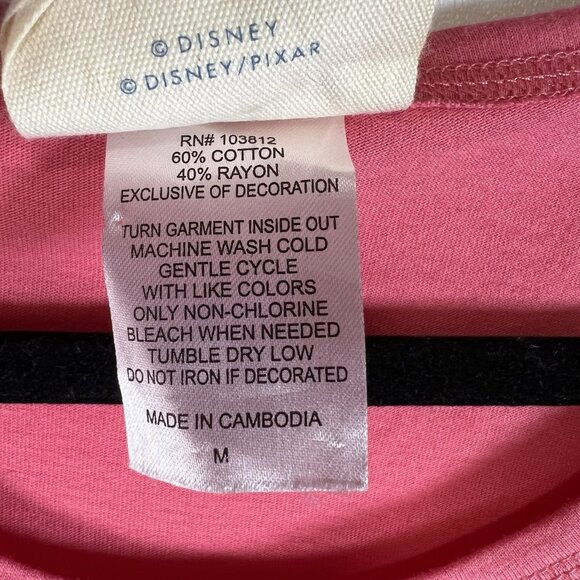 © DISNEY
© DISNEY/PIXAR
RN# 103812
60% COTTON
40% RAYON
EXCLUSIVE OF DECORATION
TURN GARMENT INSIDE OUT
MACHINE WASH COLD
GENTLE CYCLE
WITH LIKE COLORS
ONLY NON-CHLORINE
BLEACH WHEN NEEDED
TUMBLE DRY LOW
DO NOT IRON IF DECORATED
MADE IN CAMBODIA
M